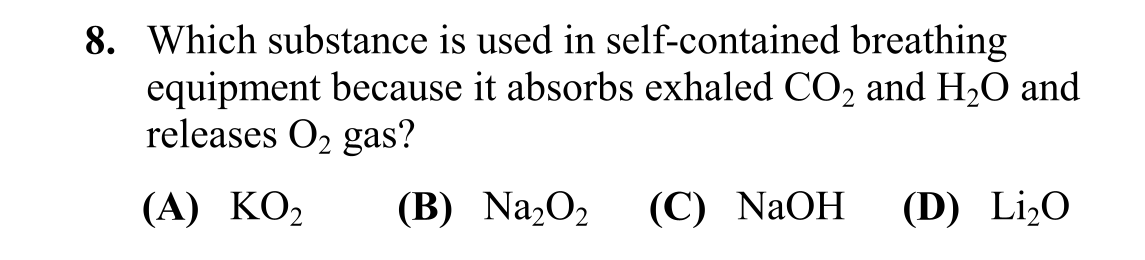 8. Which substance is used in self-contained breathing
equipment because it absorbs exhaled CO₂ and H₂O and
releases O₂ gas?
(A) KO₂ (B) Na₂O₂ (C) NaOH (D) Li₂O